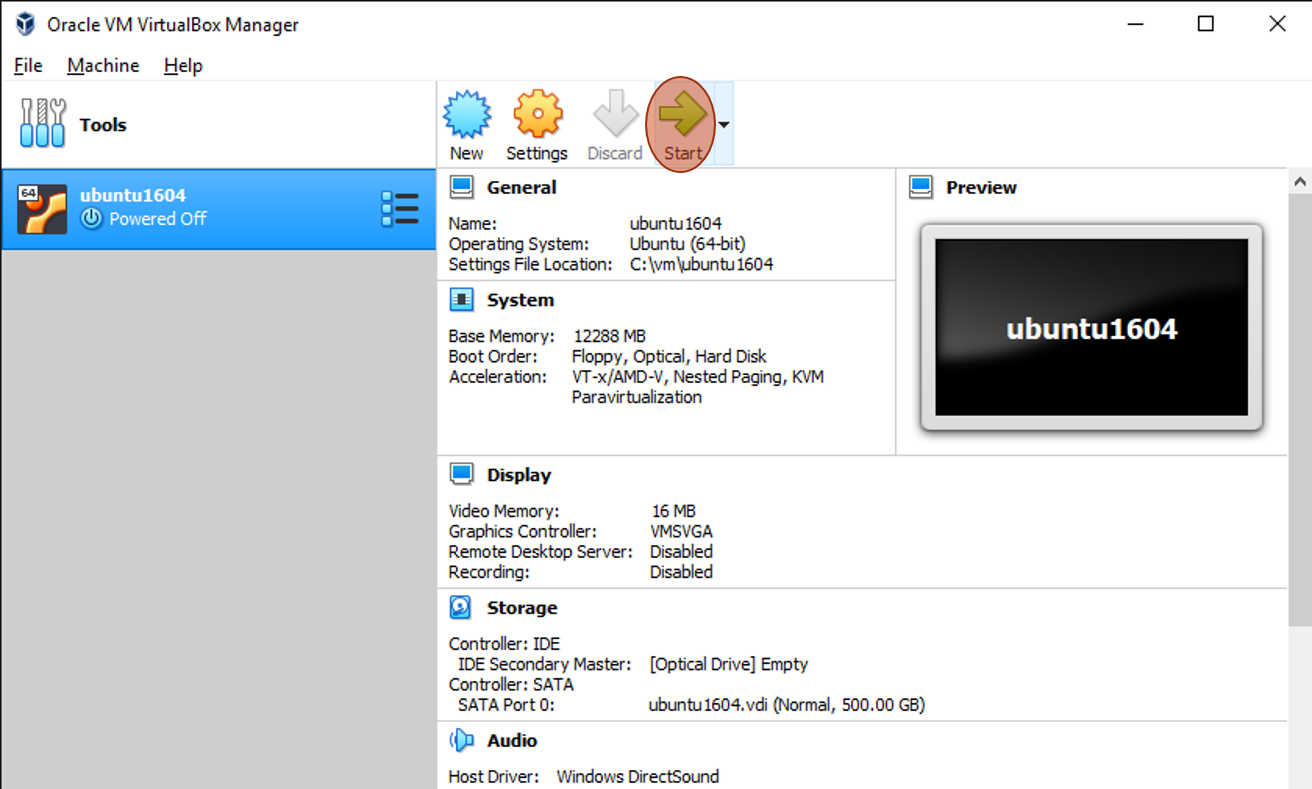 Oracle VM VirtualBox Manager
File Machine Help
Tools
New Settings Discard Start
64
ubuntu1604
Powered Off
General
Name: ubuntu1604
Operating System: Ubuntu (64-bit)
Settings File Location: C:\vm\ubuntu1604
System
Base Memory: 12288 MB
Boot Order: Floppy, Optical, Hard Disk
Acceleration: VT-x/AMD-V, Nested Paging, KVM
Paravirtualization
Preview
ubuntu1604
Display
Video Memory: 16 MB
Graphics Controller: VMSVGA
Remote Desktop Server: Disabled
Recording: Disabled
Storage
Controller: IDE
IDE Secondary Master: [Optical Drive] Empty
Controller: SATA
SATA Port 0: ubuntu1604.vdi (Normal, 500.00 GB)
Audio
Host Driver: Windows DirectSound